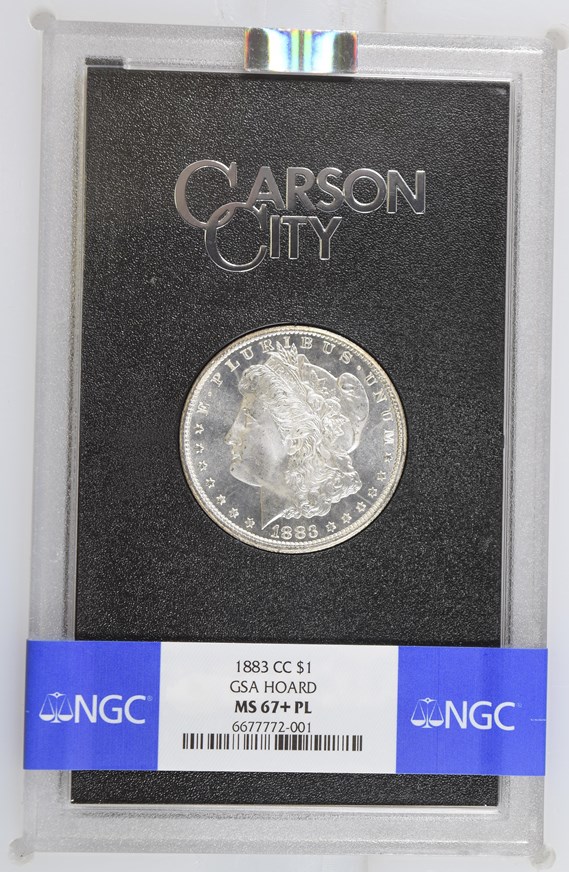 CARSON
CITY
E·PLURIBUS·UNUM
1883
1883 CC $1
GSA HOARD
NGC
MS 67+ PL
NGC
6677772-001